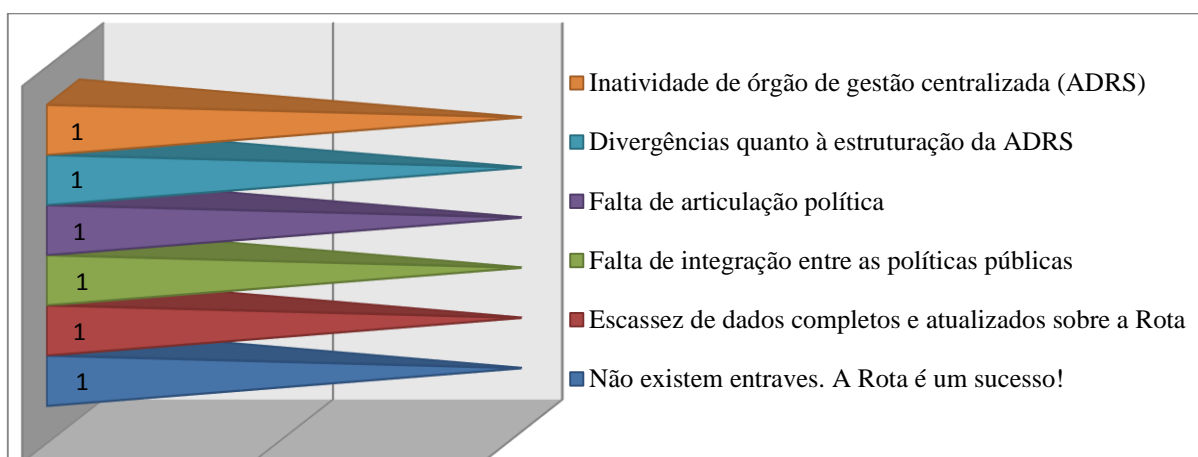 1
Inatividade de órgão de gestão centralizada (ADRS)
1
Divergências quanto à estruturação da ADRS
1
Falta de articulação política
1
Falta de integração entre as políticas públicas
1
Escassez de dados completos e atualizados sobre a Rota
1
Não existem entraves. A Rota é um sucesso!